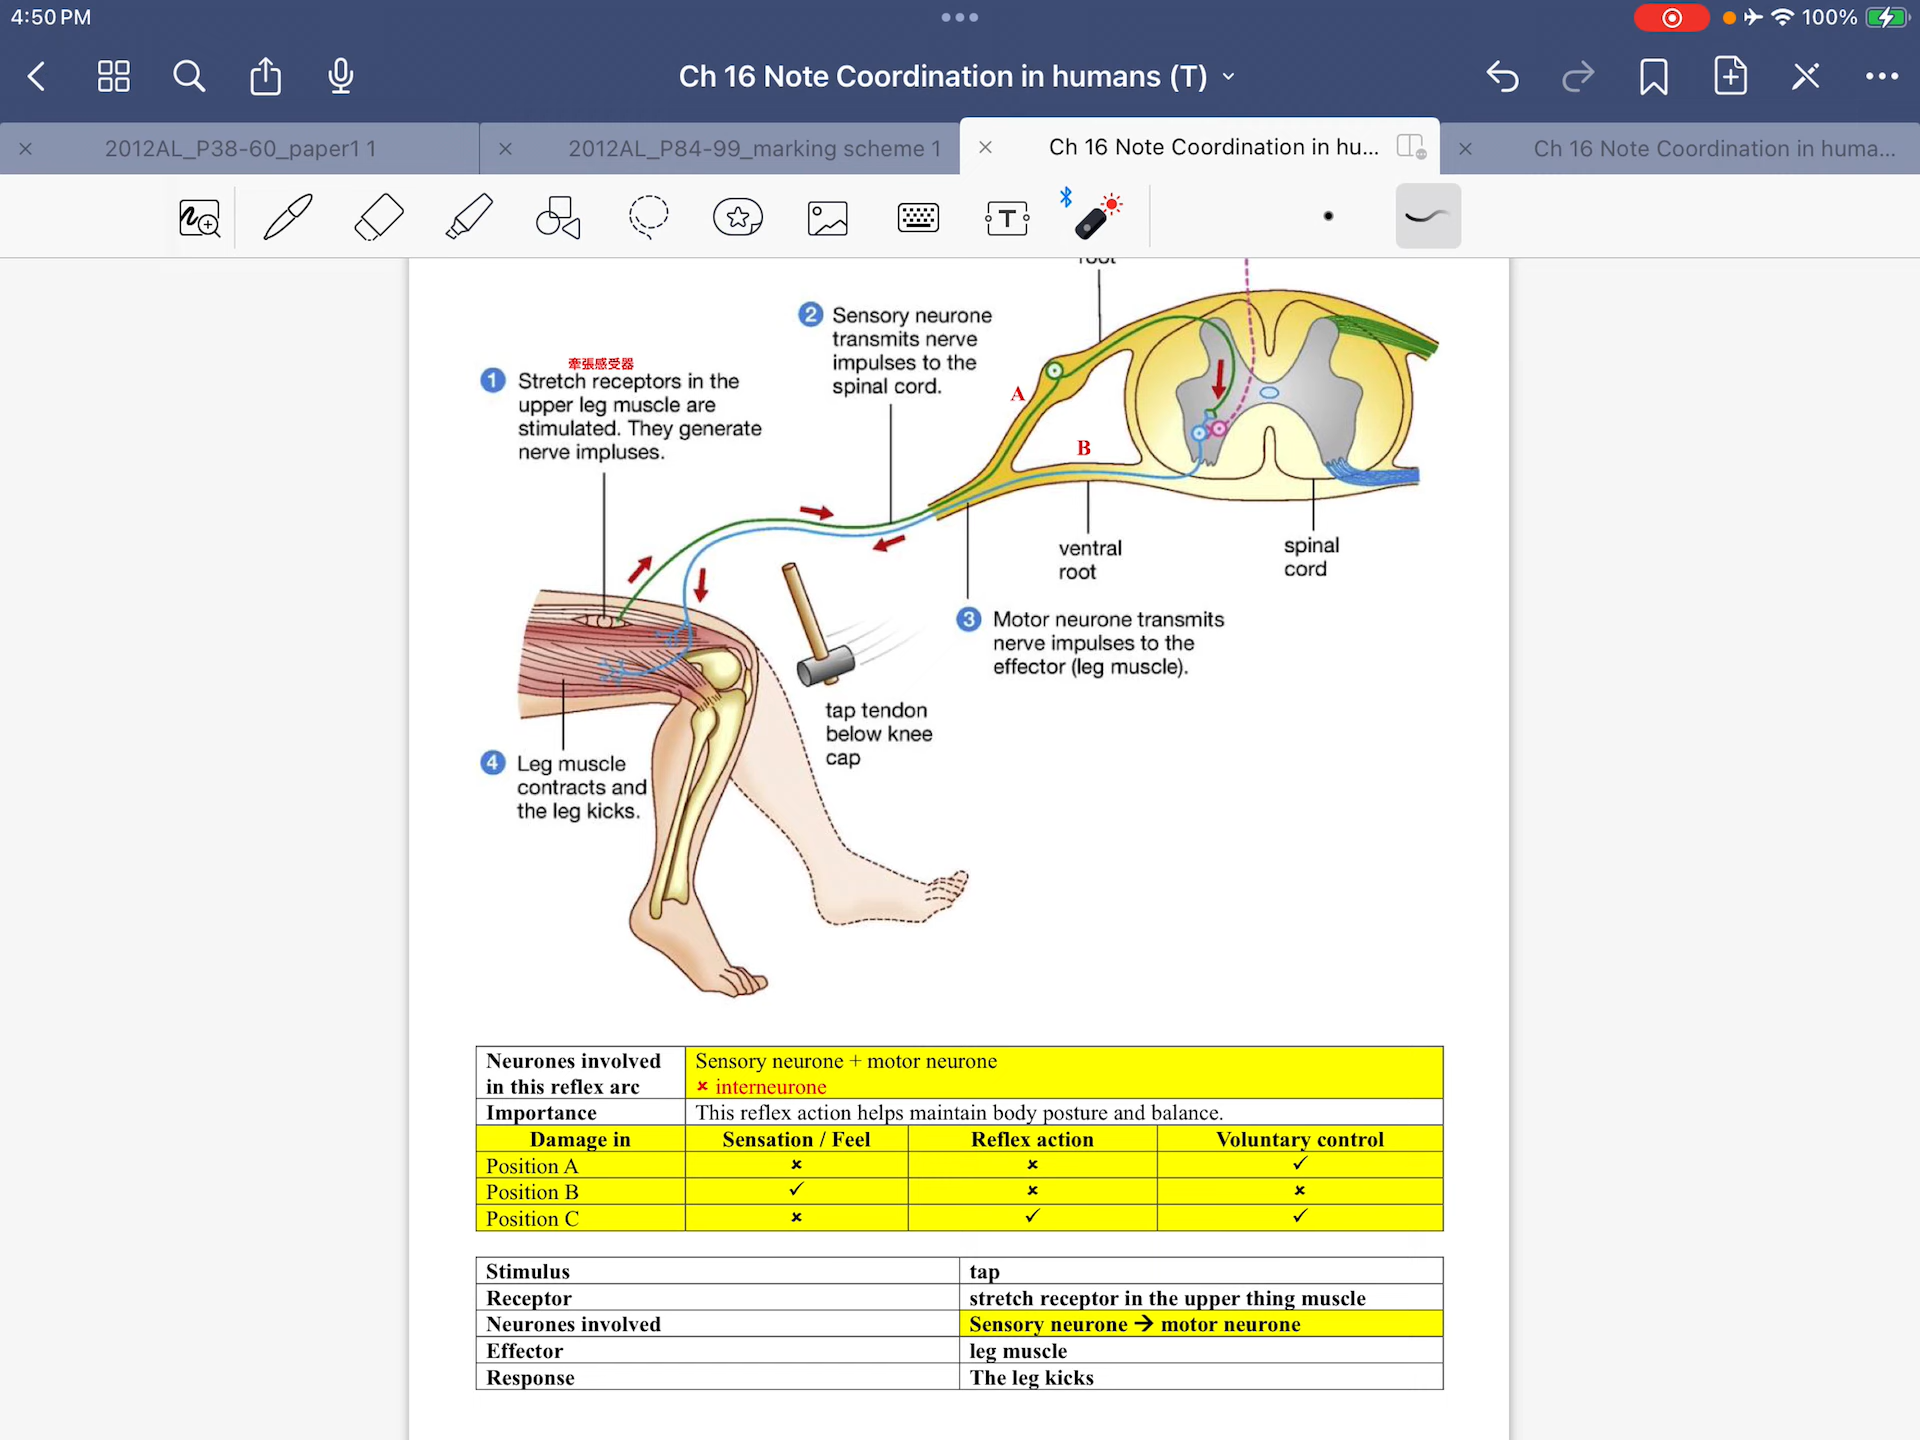 4:50 PM
100%
Ch 16 Note Coordination in humans (T)
2012AL_P38-60_paper1 1
2012AL_P84-99_marking scheme 1
Ch 16 Note Coordination in hu...
Ch 16 Note Coordination in huma...
T
root
2 Sensory neurone
transmits nerve
impulses to the
spinal cord.
牽張感受器
1 Stretch receptors in the
upper leg muscle are
stimulated. They generate
nerve impluses.
A
B
ventral
root
spinal
cord
3 Motor neurone transmits
nerve impulses to the
effector (leg muscle).
tap tendon
below knee
cap
4 Leg muscle
contracts and
the leg kicks.
Neurones involved
in this reflex arc
Sensory neurone + motor neurone
× interneurone
Importance This reflex action helps maintain body posture and balance.
Damage in Sensation / Feel Reflex action Voluntary control
Position A × × ✓
Position B ✓ × ×
Position C × ✓ ✓
Stimulus tap
Receptor stretch receptor in the upper thing muscle
Neurones involved Sensory neurone → motor neurone
Effector leg muscle
Response The leg kicks